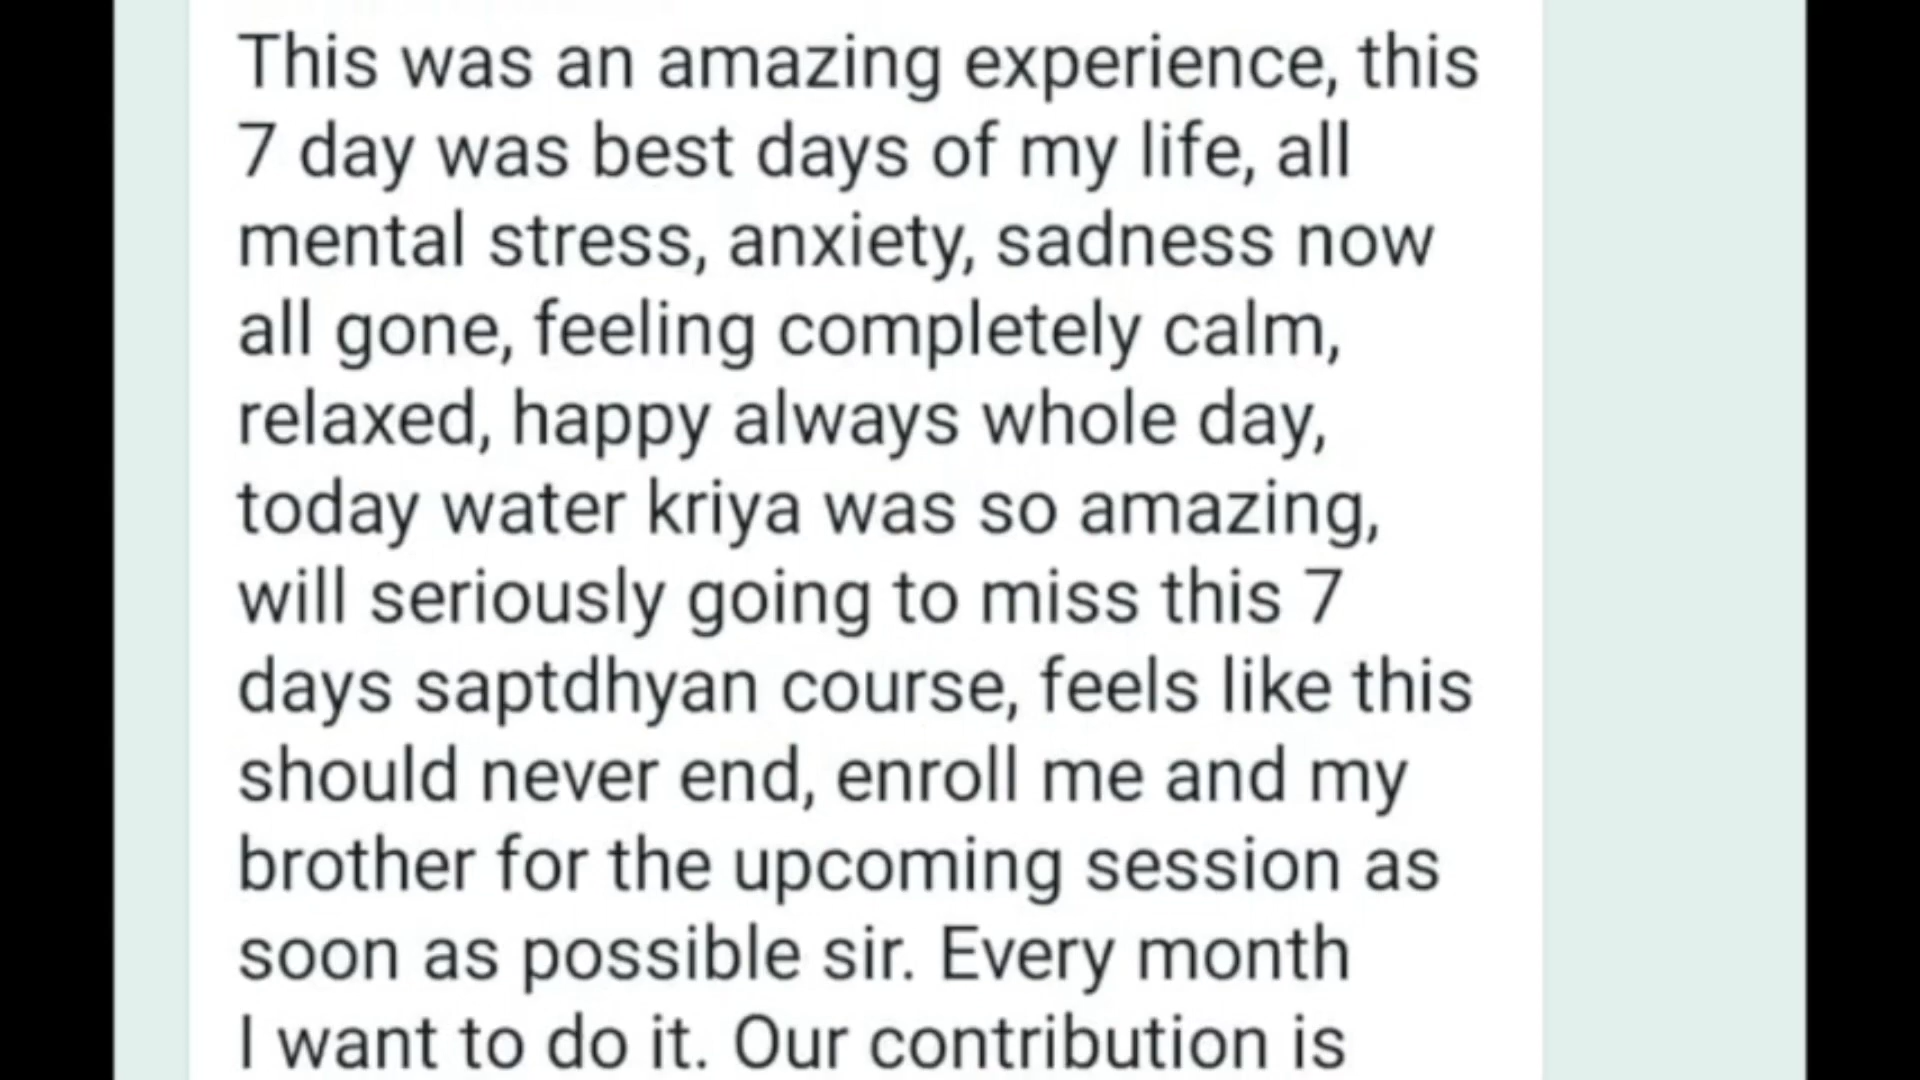 This was an amazing experience, this
7 day was best days of my life, all
mental stress, anxiety, sadness now
all gone, feeling completely calm,
relaxed, happy always whole day,
today water kriya was so amazing,
will seriously going to miss this 7
days saptdhyan course, feels like this
should never end, enroll me and my
brother for the upcoming session as
soon as possible sir. Every month
I want to do it. Our contribution is